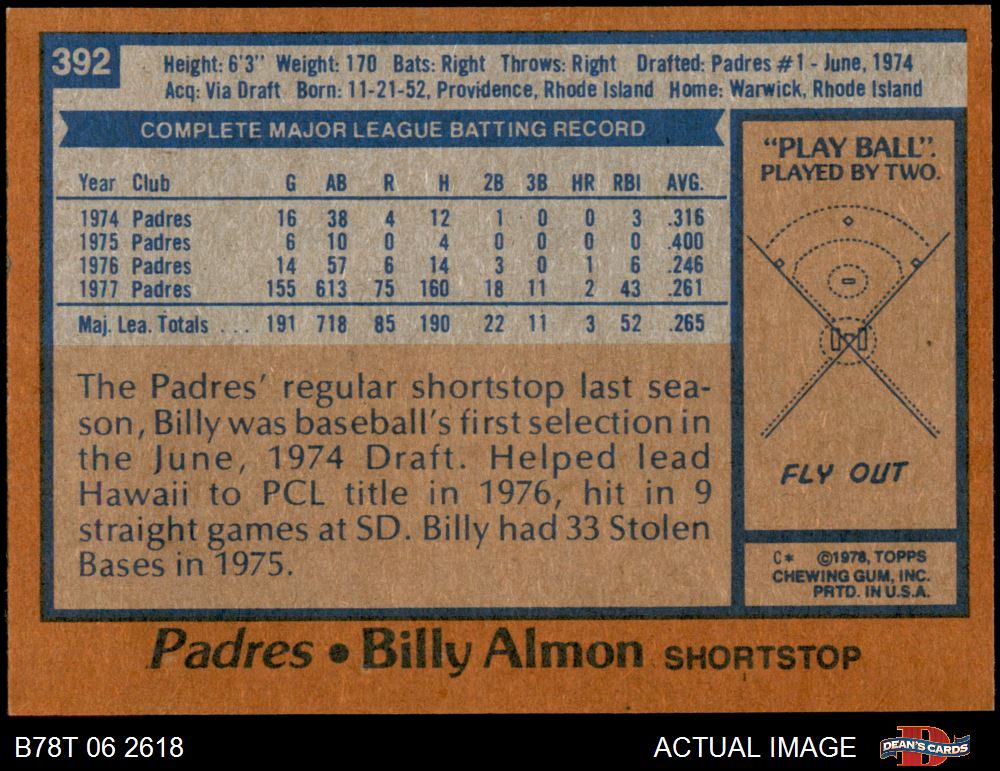 392
Height: 6'3" Weight: 170 Bats: Right Throws: Right Drafted: Padres #1 - June, 1974
Acq: Via Draft Born: 11-21-52, Providence, Rhode Island Home: Warwick, Rhode Island
COMPLETE MAJOR LEAGUE BATTING RECORD
Year Club G AB R H 2B 3B HR RBI AVG.
1974 Padres 16 38 4 12 1 0 0 3 .316
1975 Padres 6 10 0 4 0 0 0 0 .400
1976 Padres 14 57 6 14 3 0 1 6 .246
1977 Padres 155 613 75 160 18 11 2 43 .261
Maj. Lea. Totals ... 191 718 85 190 22 11 3 52 .265
The Padres' regular shortstop last sea-
son, Billy was baseball's first selection in
the June, 1974 Draft. Helped lead
Hawaii to PCL title in 1976, hit in 9
straight games at SD. Billy had 33 Stolen
Bases in 1975.
"PLAY BALL".
PLAYED BY TWO.
FLY OUT
C* ©1978, TOPPS
CHEWING GUM, INC.
PRTD. IN U.S.A.
Padres • Billy Almon SHORTSTOP
B78T 06 2618
ACTUAL IMAGE
DEAN'S CARDS